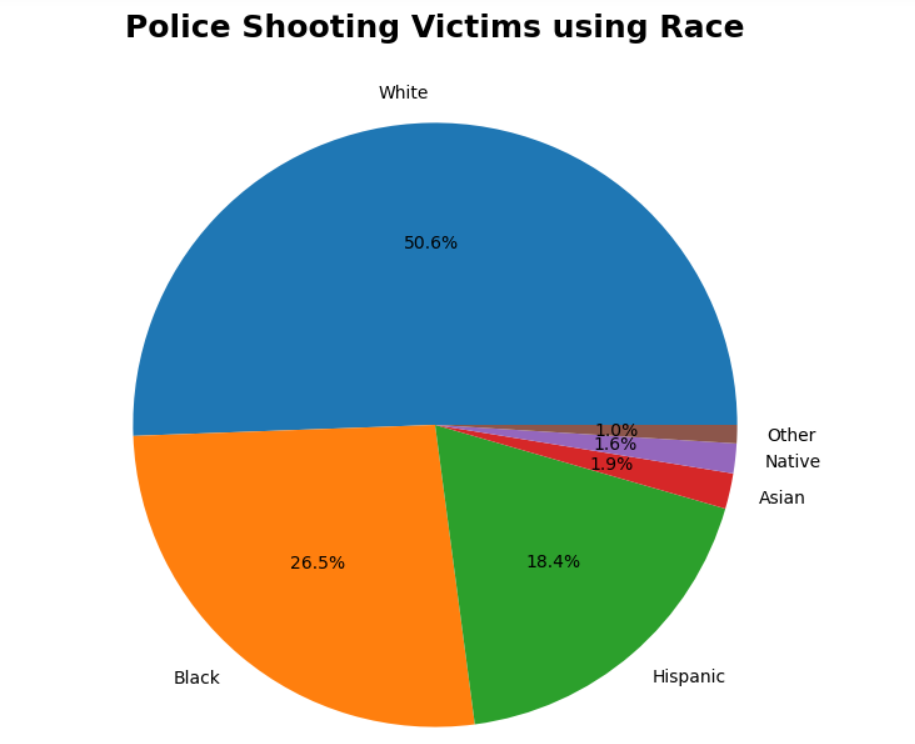 Police Shooting Victims using Race
White
50.6%
1.0%
Other
1.6%
Native
1.9%
Asian
26.5%
18.4%
Black
Hispanic